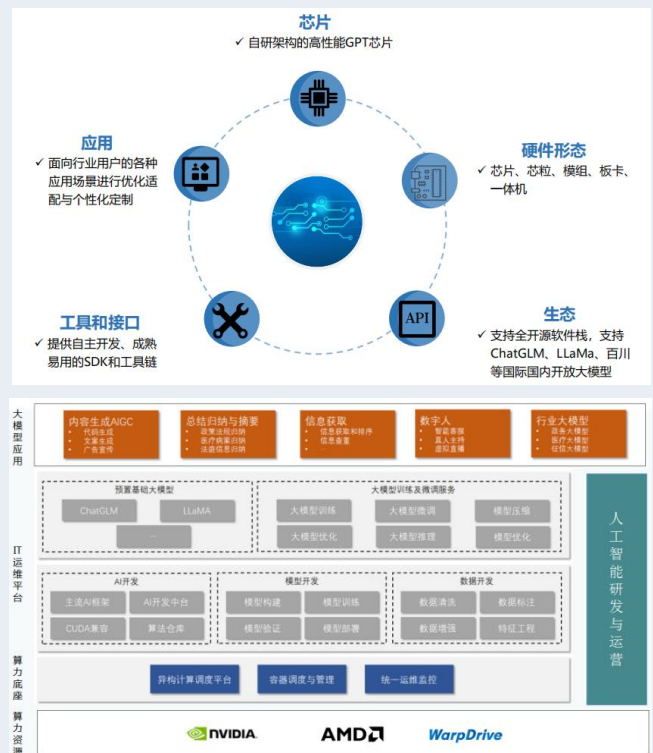 芯片
✓ 自研架构的高性能GPT芯片
应用
✓ 面向行业用户的各种
应用场景进行优化适
配与个性化定制
硬件形态
✓ 芯片、芯粒、模组、板卡、
一体机
工具和接口
✓ 提供自主开发、成熟
易用的SDK和工具链
API
生态
✓ 支持全开源软件栈，支持
ChatGLM、LLaMa、百川
等国际国内开放大模型
大模型应用
内容生成AIGC
• 代码生成
• 文案生成
• 广告宣传
总结归纳与摘要
• 政策法规归纳
• 医疗病案归纳
• 法庭信息归纳
信息获取
• 信息获取和排序
• 信息查重
数字人
• 智能客服
• 真人主持
• 虚拟直播
行业大模型
• 政务大模型
• 医疗大模型
• 征信大模型
IT运维平台
预置基础大模型
ChatGLM
LLaMA
...
大模型训练及微调服务
大模型训练
大模型微调
模型压缩
大模型优化
大模型推理
模型优化
AI开发
主流AI框架
AI开发中台
CUDA兼容
算法仓库
模型开发
模型构建
模型训练
模型验证
模型部署
数据开发
数据清洗
数据标注
数据增强
特征工程
人工智能研发与运营
算力底座
异构计算调度平台
容器调度与管理
统一运维监控
算力资源
NVIDIA
AMD
WarpDrive